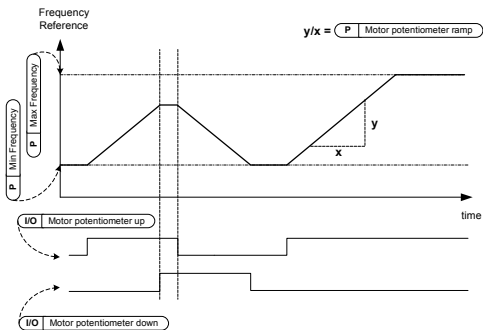 Frequency
Reference
y/x = P Motor potentiometer ramp
P Max Frequency
P Min Frequency
y
x
time
I/O Motor potentiometer up
I/O Motor potentiometer down